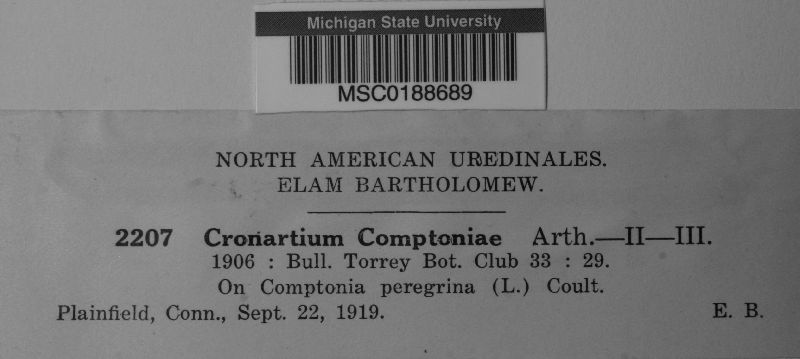 Michigan State University
MSC0188689
NORTH AMERICAN UREDINALES.
ELAM BARTHOLOMEW.
2207 Cronartium Comptoniae Arth.—II—III.
1906 : Bull. Torrey Bot. Club 33 : 29.
On Comptonia peregrina (L.) Coult.
Plainfield, Conn., Sept. 22, 1919. E. B.